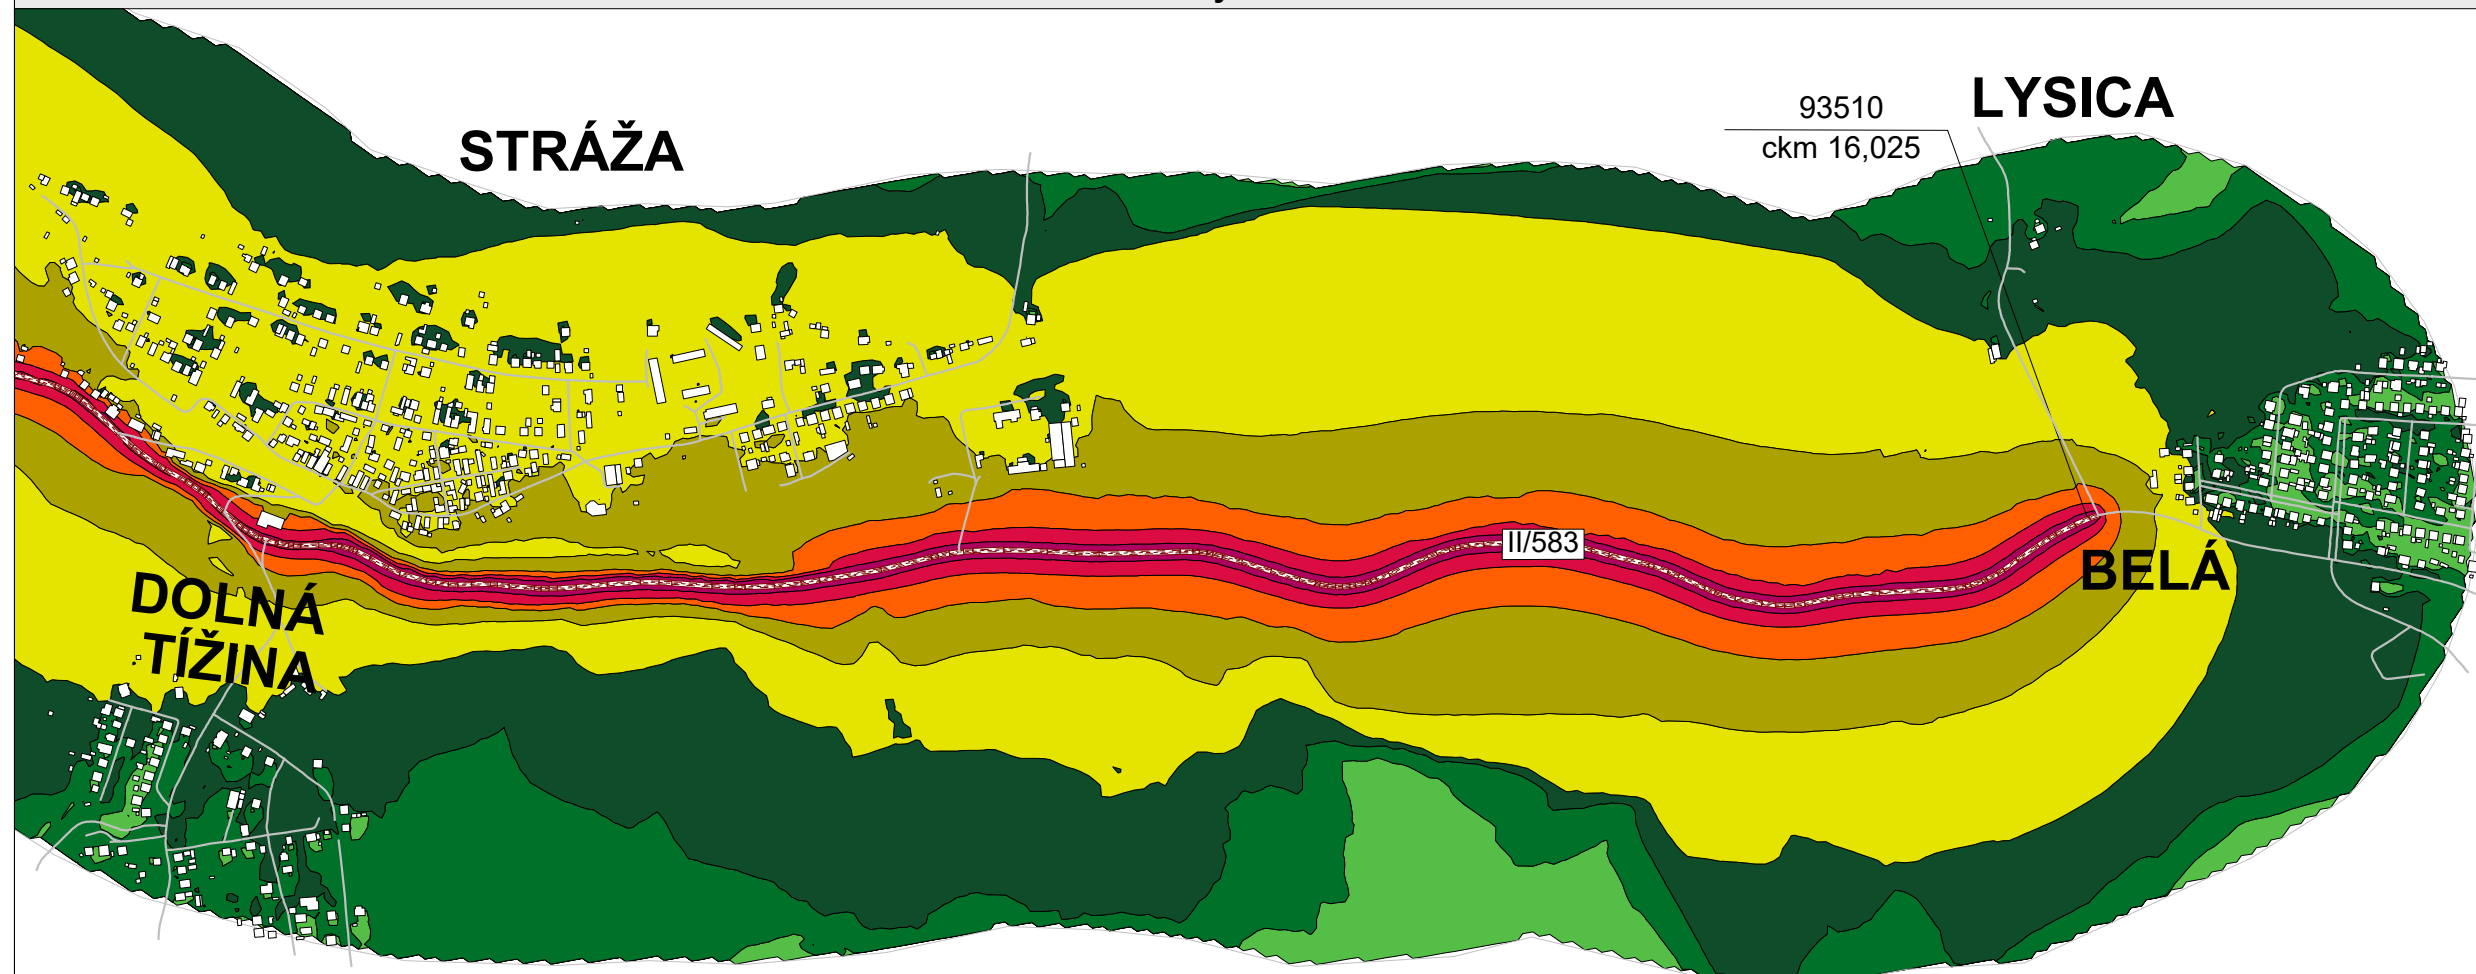 LYSICA
93510
ckm 16,025
STRÁŽA
II/583
BELÁ
DOLNÁ
TÍŽINA